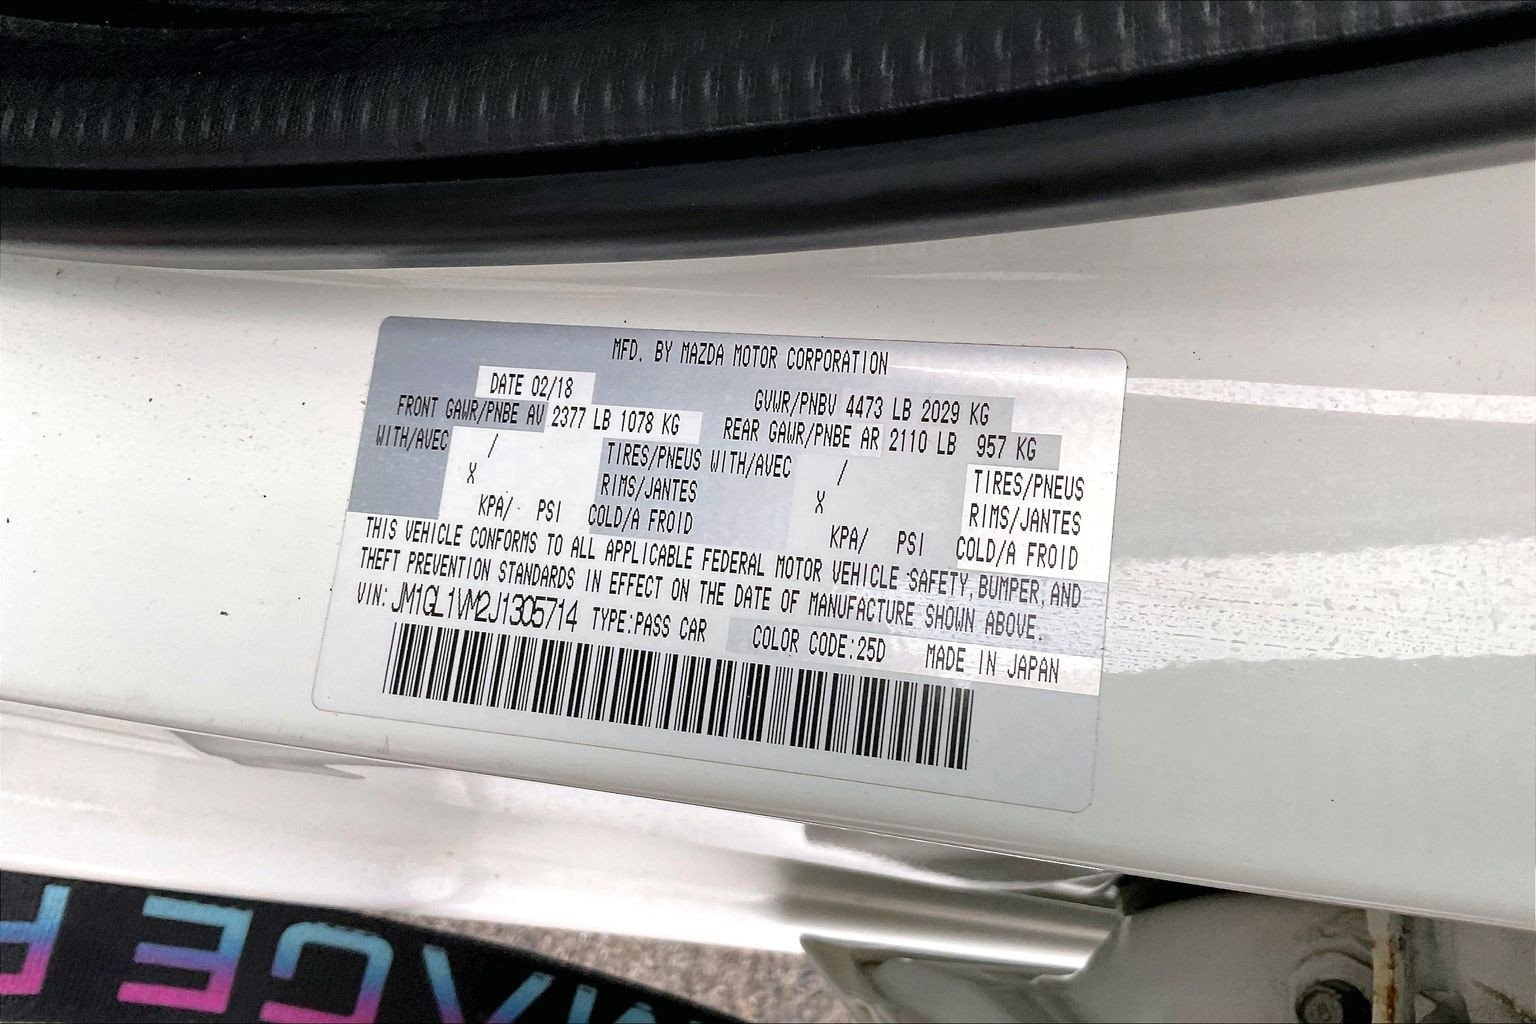 MFD. BY MAZDA MOTOR CORPORATION
DATE 02/18 GVWR/PNBV 4473 LB 2029 KG
FRONT GAWR/PNBE AV 2377 LB 1078 KG REAR GAWR/PNBE AR 2110 LB 957 KG
WITH/AVEC / TIRES/PNEUS WITH/AVEC / TIRES/PNEUS
X RIMS/JANTES X RIMS/JANTES
KPA/ PSI COLD/A FROID KPA/ PSI COLD/A FROID
THIS VEHICLE CONFORMS TO ALL APPLICABLE FEDERAL MOTOR VEHICLE SAFETY, BUMPER, AND
THEFT PREVENTION STANDARDS IN EFFECT ON THE DATE OF MANUFACTURE SHOWN ABOVE.
VIN: JM1GL1VM2J1305714 TYPE:PASS CAR COLOR CODE:25D MADE IN JAPAN